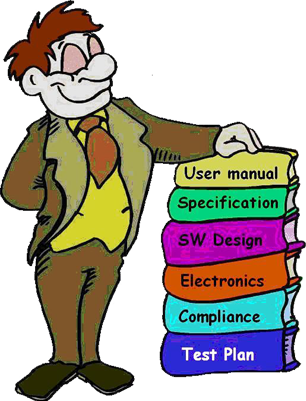 User manual
Specification
SW Design
Electronics
Compliance
Test Plan